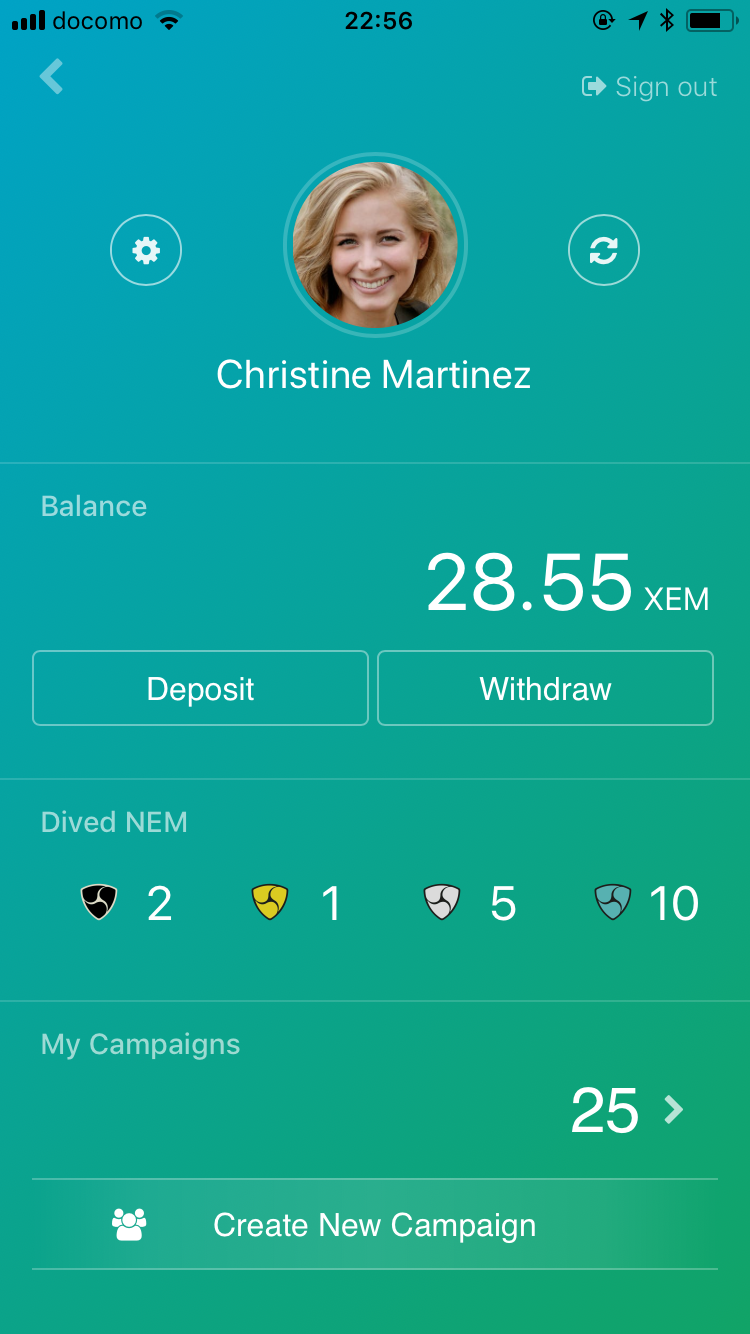 docomo 22:56
Sign out
Christine Martinez
Balance
28.55 XEM
Deposit Withdraw
Dived NEM
2 1 5 10
My Campaigns
25
Create New Campaign